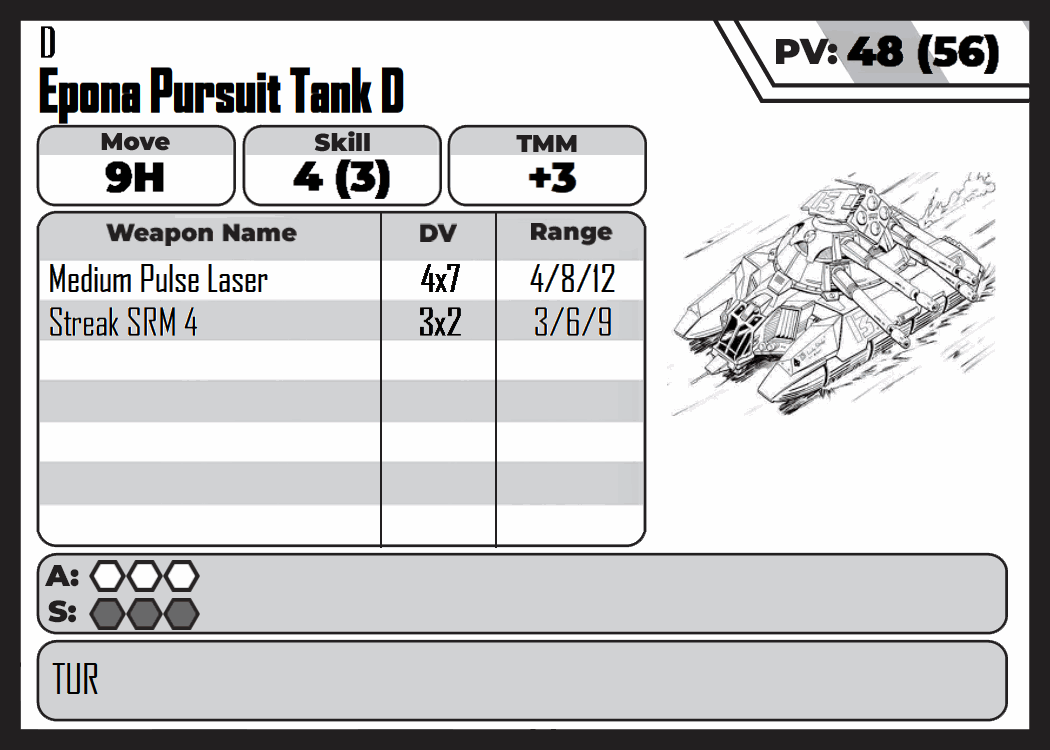 D
Epona Pursuit Tank D
PV: 48 (56)
Move Skill TMM
9H 4 (3) +3
Weapon Name DV Range
Medium Pulse Laser 4x7 4/8/12
Streak SRM 4 3x2 3/6/9
A:
S:
TUR